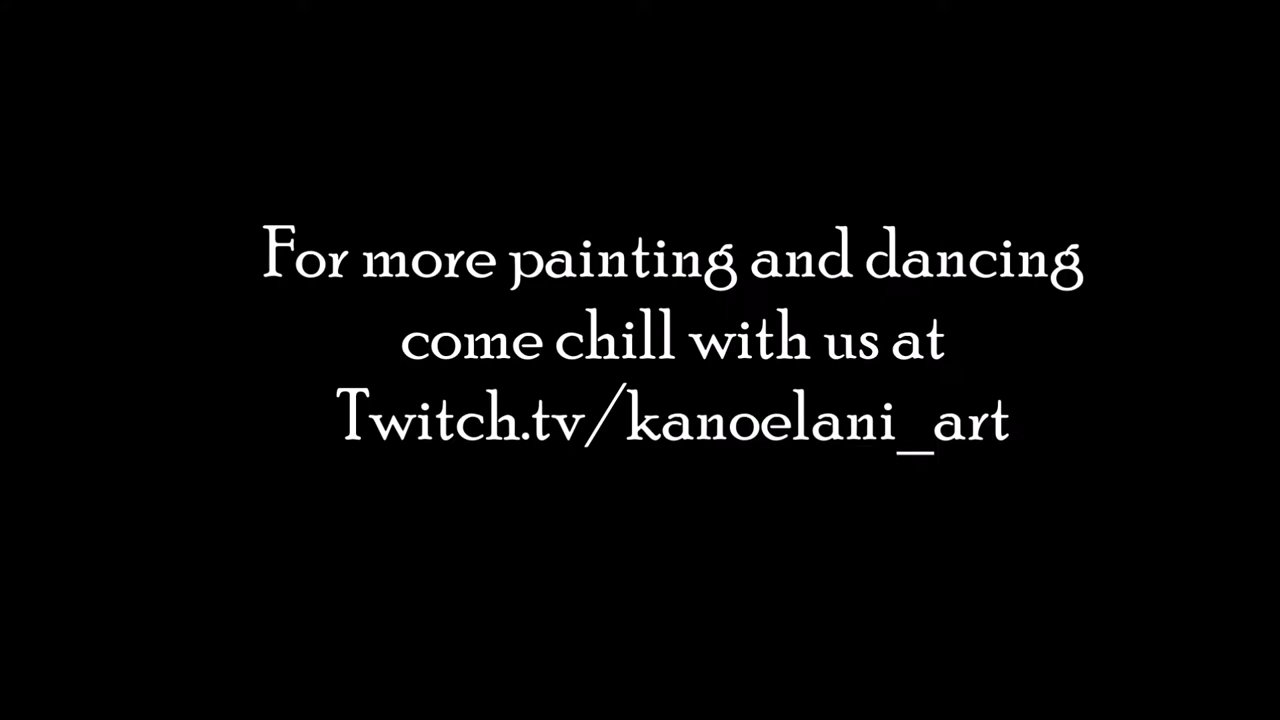 For more painting and dancing
come chill with us at
Twitch.tv/kanoelani_art